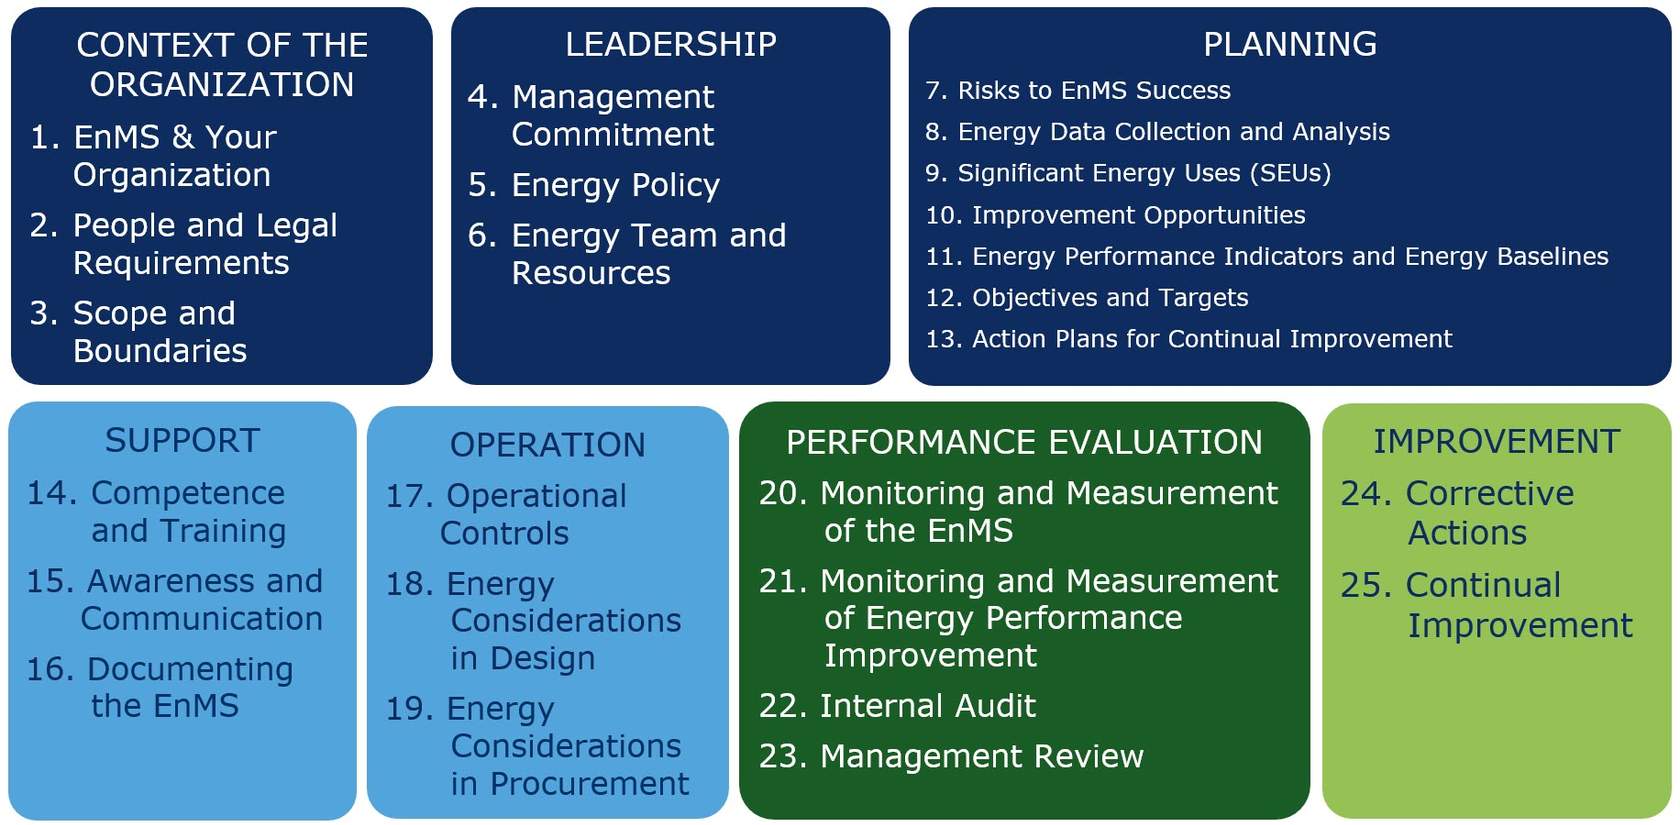 CONTEXT OF THE
ORGANIZATION
1. EnMS & Your
Organization
2. People and Legal
Requirements
3. Scope and
Boundaries
LEADERSHIP
4. Management
Commitment
5. Energy Policy
6. Energy Team and
Resources
PLANNING
7. Risks to EnMS Success
8. Energy Data Collection and Analysis
9. Significant Energy Uses (SEUs)
10. Improvement Opportunities
11. Energy Performance Indicators and Energy Baselines
12. Objectives and Targets
13. Action Plans for Continual Improvement
SUPPORT
14. Competence
and Training
15. Awareness and
Communication
16. Documenting
the EnMS
OPERATION
17. Operational
Controls
18. Energy
Considerations
in Design
19. Energy
Considerations
in Procurement
PERFORMANCE EVALUATION
20. Monitoring and Measurement
of the EnMS
21. Monitoring and Measurement
of Energy Performance
Improvement
22. Internal Audit
23. Management Review
IMPROVEMENT
24. Corrective
Actions
25. Continual
Improvement